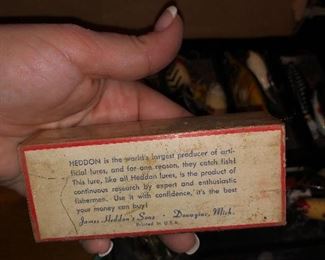 HEDDON is the world's largest producer of arti-
ficial lures, and for one reason, they catch fish!
This lure, like all Heddon lures, is the product of
continuous research by expert and enthusiastic
fishermen. Use it with confidence, it's the best
your money can buy!
James Heddon's Sons - Dowagiac, Mich.
Printed in U.S.A.